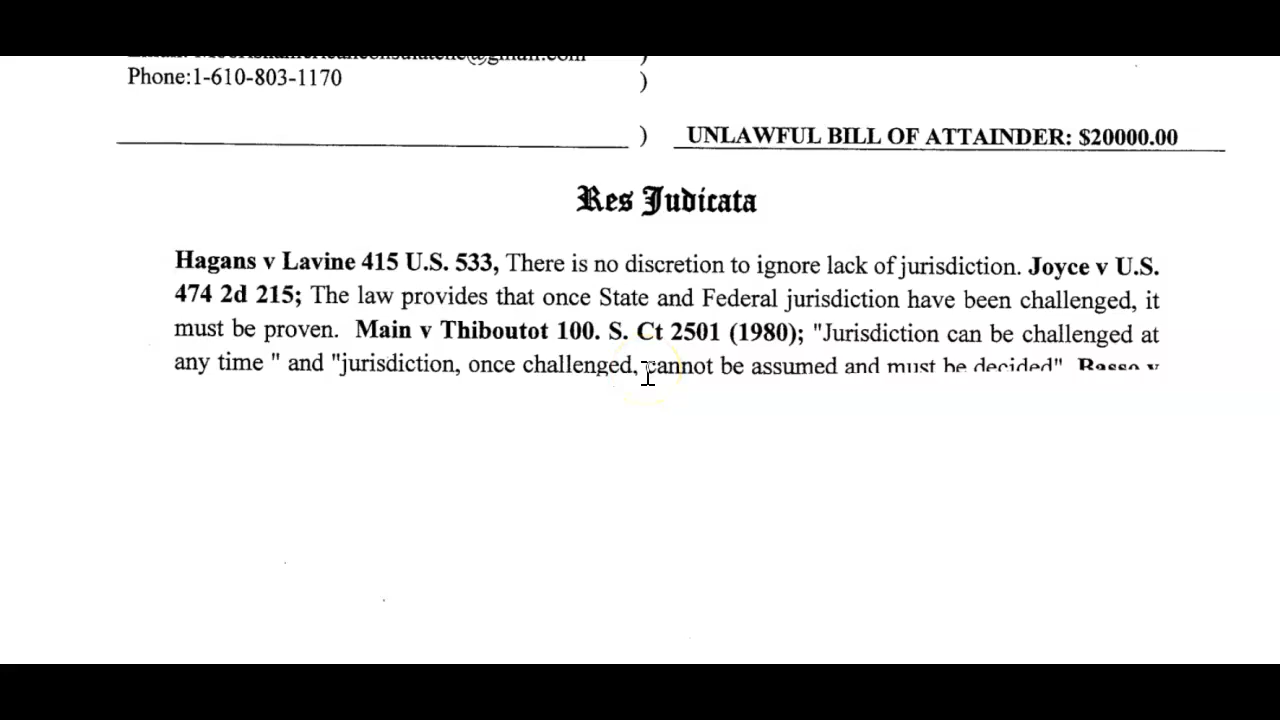 Phone:1-610-803-1170 )
)
) UNLAWFUL BILL OF ATTAINDER: $20000.00
Res Judicata
Hagans v Lavine 415 U.S. 533, There is no discretion to ignore lack of jurisdiction. Joyce v U.S.
474 2d 215; The law provides that once State and Federal jurisdiction have been challenged, it
must be proven. Main v Thiboutot 100. S. Ct 2501 (1980); "Jurisdiction can be challenged at
any time " and "jurisdiction, once challenged, cannot be assumed and must be decided"